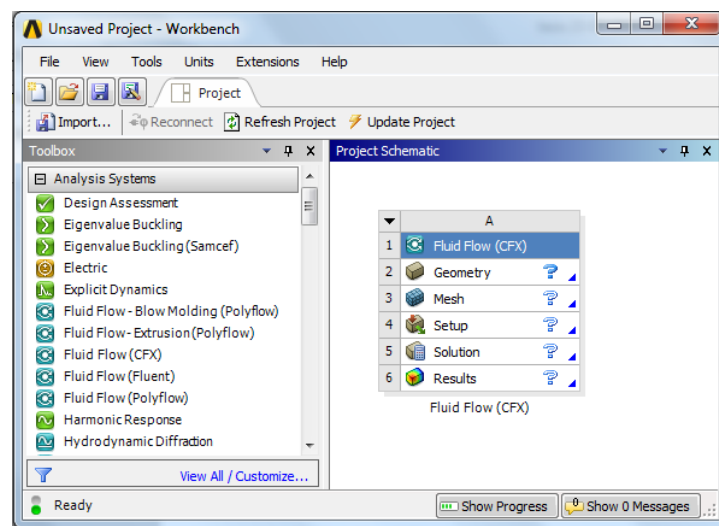 Unsaved Project - Workbench
File View Tools Units Extensions Help
Project
Import... Reconnect Refresh Project Update Project
Toolbox
Analysis Systems
Design Assessment
Eigenvalue Buckling
Eigenvalue Buckling (Samcef)
Electric
Explicit Dynamics
Fluid Flow - Blow Molding (Polyflow)
Fluid Flow - Extrusion (Polyflow)
Fluid Flow (CFX)
Fluid Flow (Fluent)
Fluid Flow (Polyflow)
Harmonic Response
Hydrodynamic Diffraction
View All / Customize...
Project Schematic
A
1 Fluid Flow (CFX)
2 Geometry ?
3 Mesh ?
4 Setup ?
5 Solution ?
6 Results ?
Fluid Flow (CFX)
Ready
Show Progress
0 Show 0 Messages